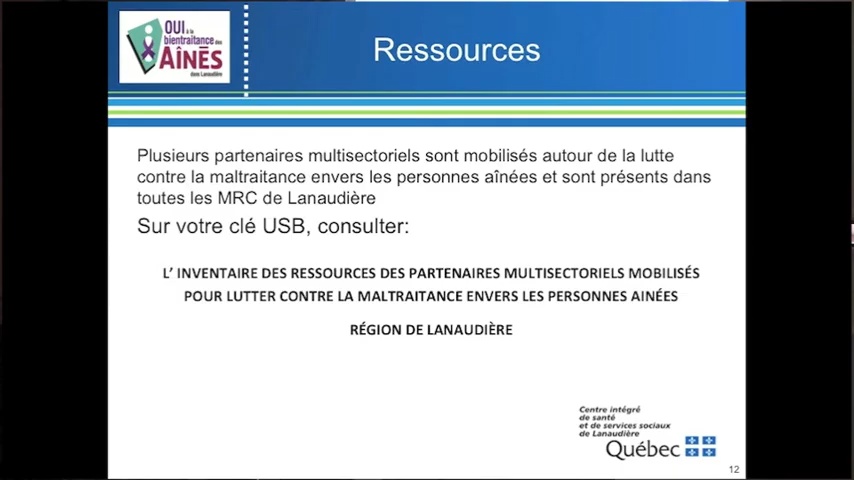 OUI à la
bientraitance des
AÎNÉS
dans Lanaudière
Ressources
Plusieurs partenaires multisectoriels sont mobilisés autour de la lutte
contre la maltraitance envers les personnes aînées et sont présents dans
toutes les MRC de Lanaudière
Sur votre clé USB, consulter:
L' INVENTAIRE DES RESSOURCES DES PARTENAIRES MULTISECTORIELS MOBILISÉS
POUR LUTTER CONTRE LA MALTRAITANCE ENVERS LES PERSONNES AINÉES
RÉGION DE LANAUDIÈRE
Centre intégré
de santé
et de services sociaux
de Lanaudière
Québec
12